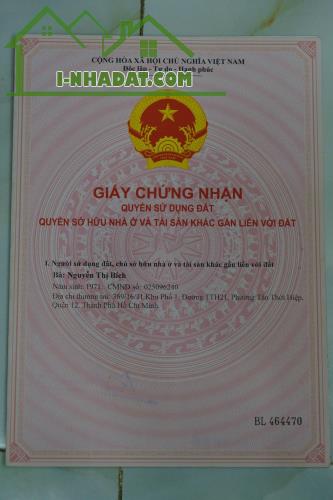 I-NHADAT.COM
CỘNG HÒA XÃ HỘI CHỦ NGHĨA VIỆT NAM
Độc lập - Tự do - Hạnh phúc
GIẤY CHỨNG NHẬN
QUYỀN SỬ DỤNG ĐẤT
QUYỀN SỞ HỮU NHÀ Ở VÀ TÀI SẢN KHÁC GẮN LIỀN VỚI ĐẤT
I. Người sử dụng đất, chủ sở hữu nhà ở và tài sản khác gắn liền với đất
Bà: Nguyễn Thị Bích
Năm sinh: 1971 CMND số: 025096240
Địa chỉ thường trú: Khu Phố 1, Đường TTH21, Phường Tân Thới Hiệp,
Quận 12, Thành Phố Hồ Chí Minh.
BL 464470